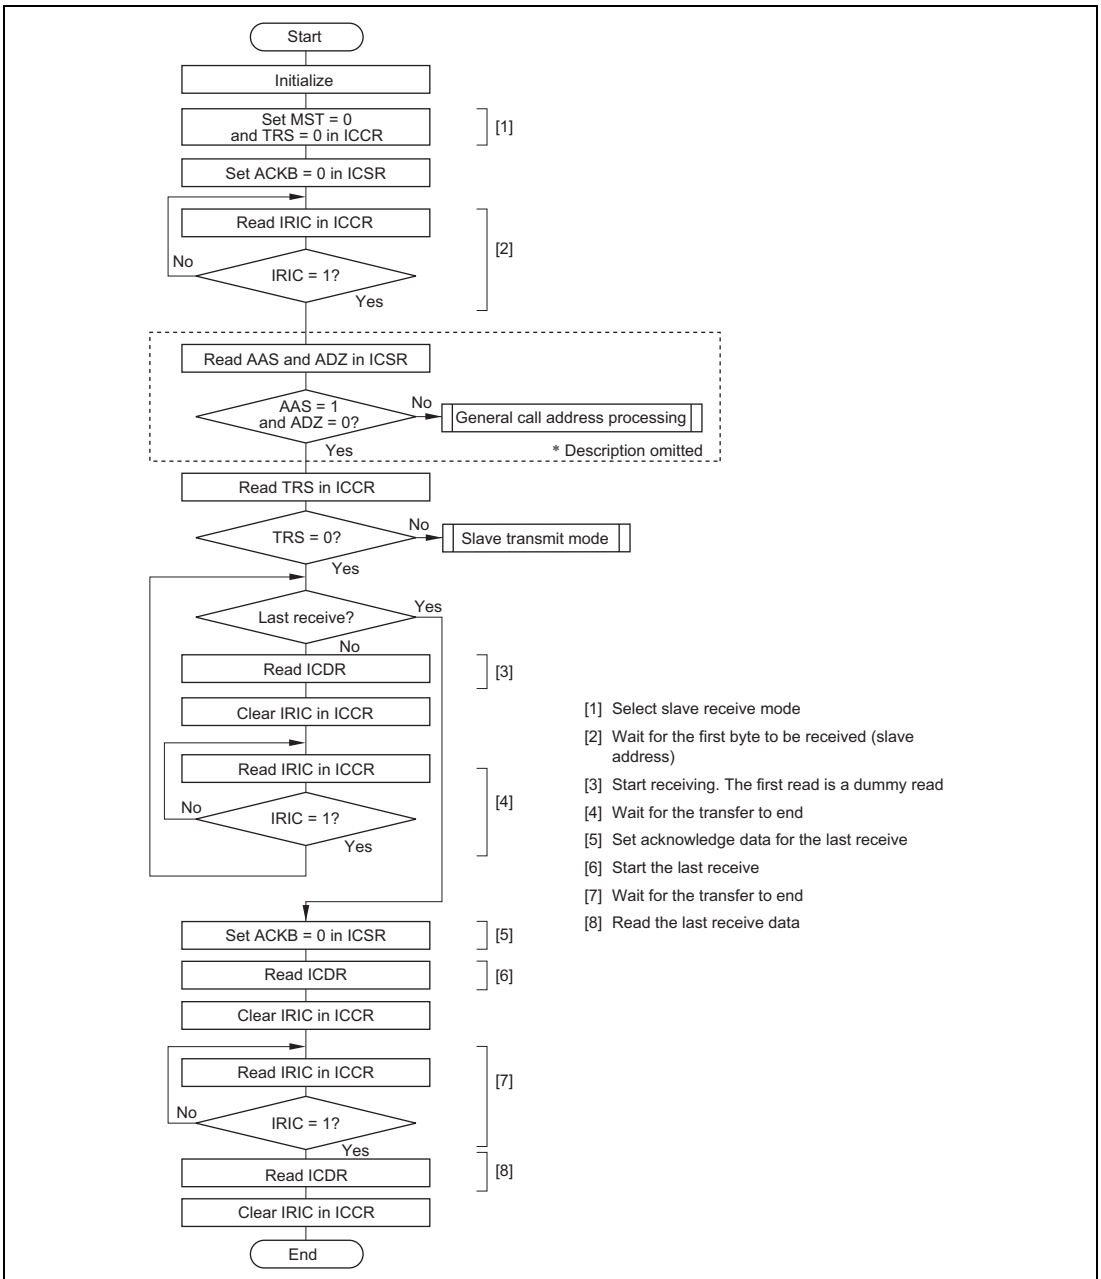 Start
Initialize
Set MST = 0
and TRS = 0 in ICCR
[1]
Set ACKB = 0 in ICSR
Read IRIC in ICCR
[2]
No
IRIC = 1?
Yes
Read AAS and ADZ in ICSR
AAS = 1
and ADZ = 0?
No
General call address processing
Yes
* Description omitted
Read TRS in ICCR
TRS = 0?
No
Slave transmit mode
Yes
Last receive?
Yes
No
Read ICDR
[3]
Clear IRIC in ICCR
Read IRIC in ICCR
[4]
No
IRIC = 1?
Yes
[1] Select slave receive mode
[2] Wait for the first byte to be received (slave
address)
[3] Start receiving. The first read is a dummy read
[4] Wait for the transfer to end
[5] Set acknowledge data for the last receive
[6] Start the last receive
[7] Wait for the transfer to end
[8] Read the last receive data
Set ACKB = 0 in ICSR
[5]
Read ICDR
[6]
Clear IRIC in ICCR
Read IRIC in ICCR
[7]
No
IRIC = 1?
Yes
Read ICDR
[8]
Clear IRIC in ICCR
End